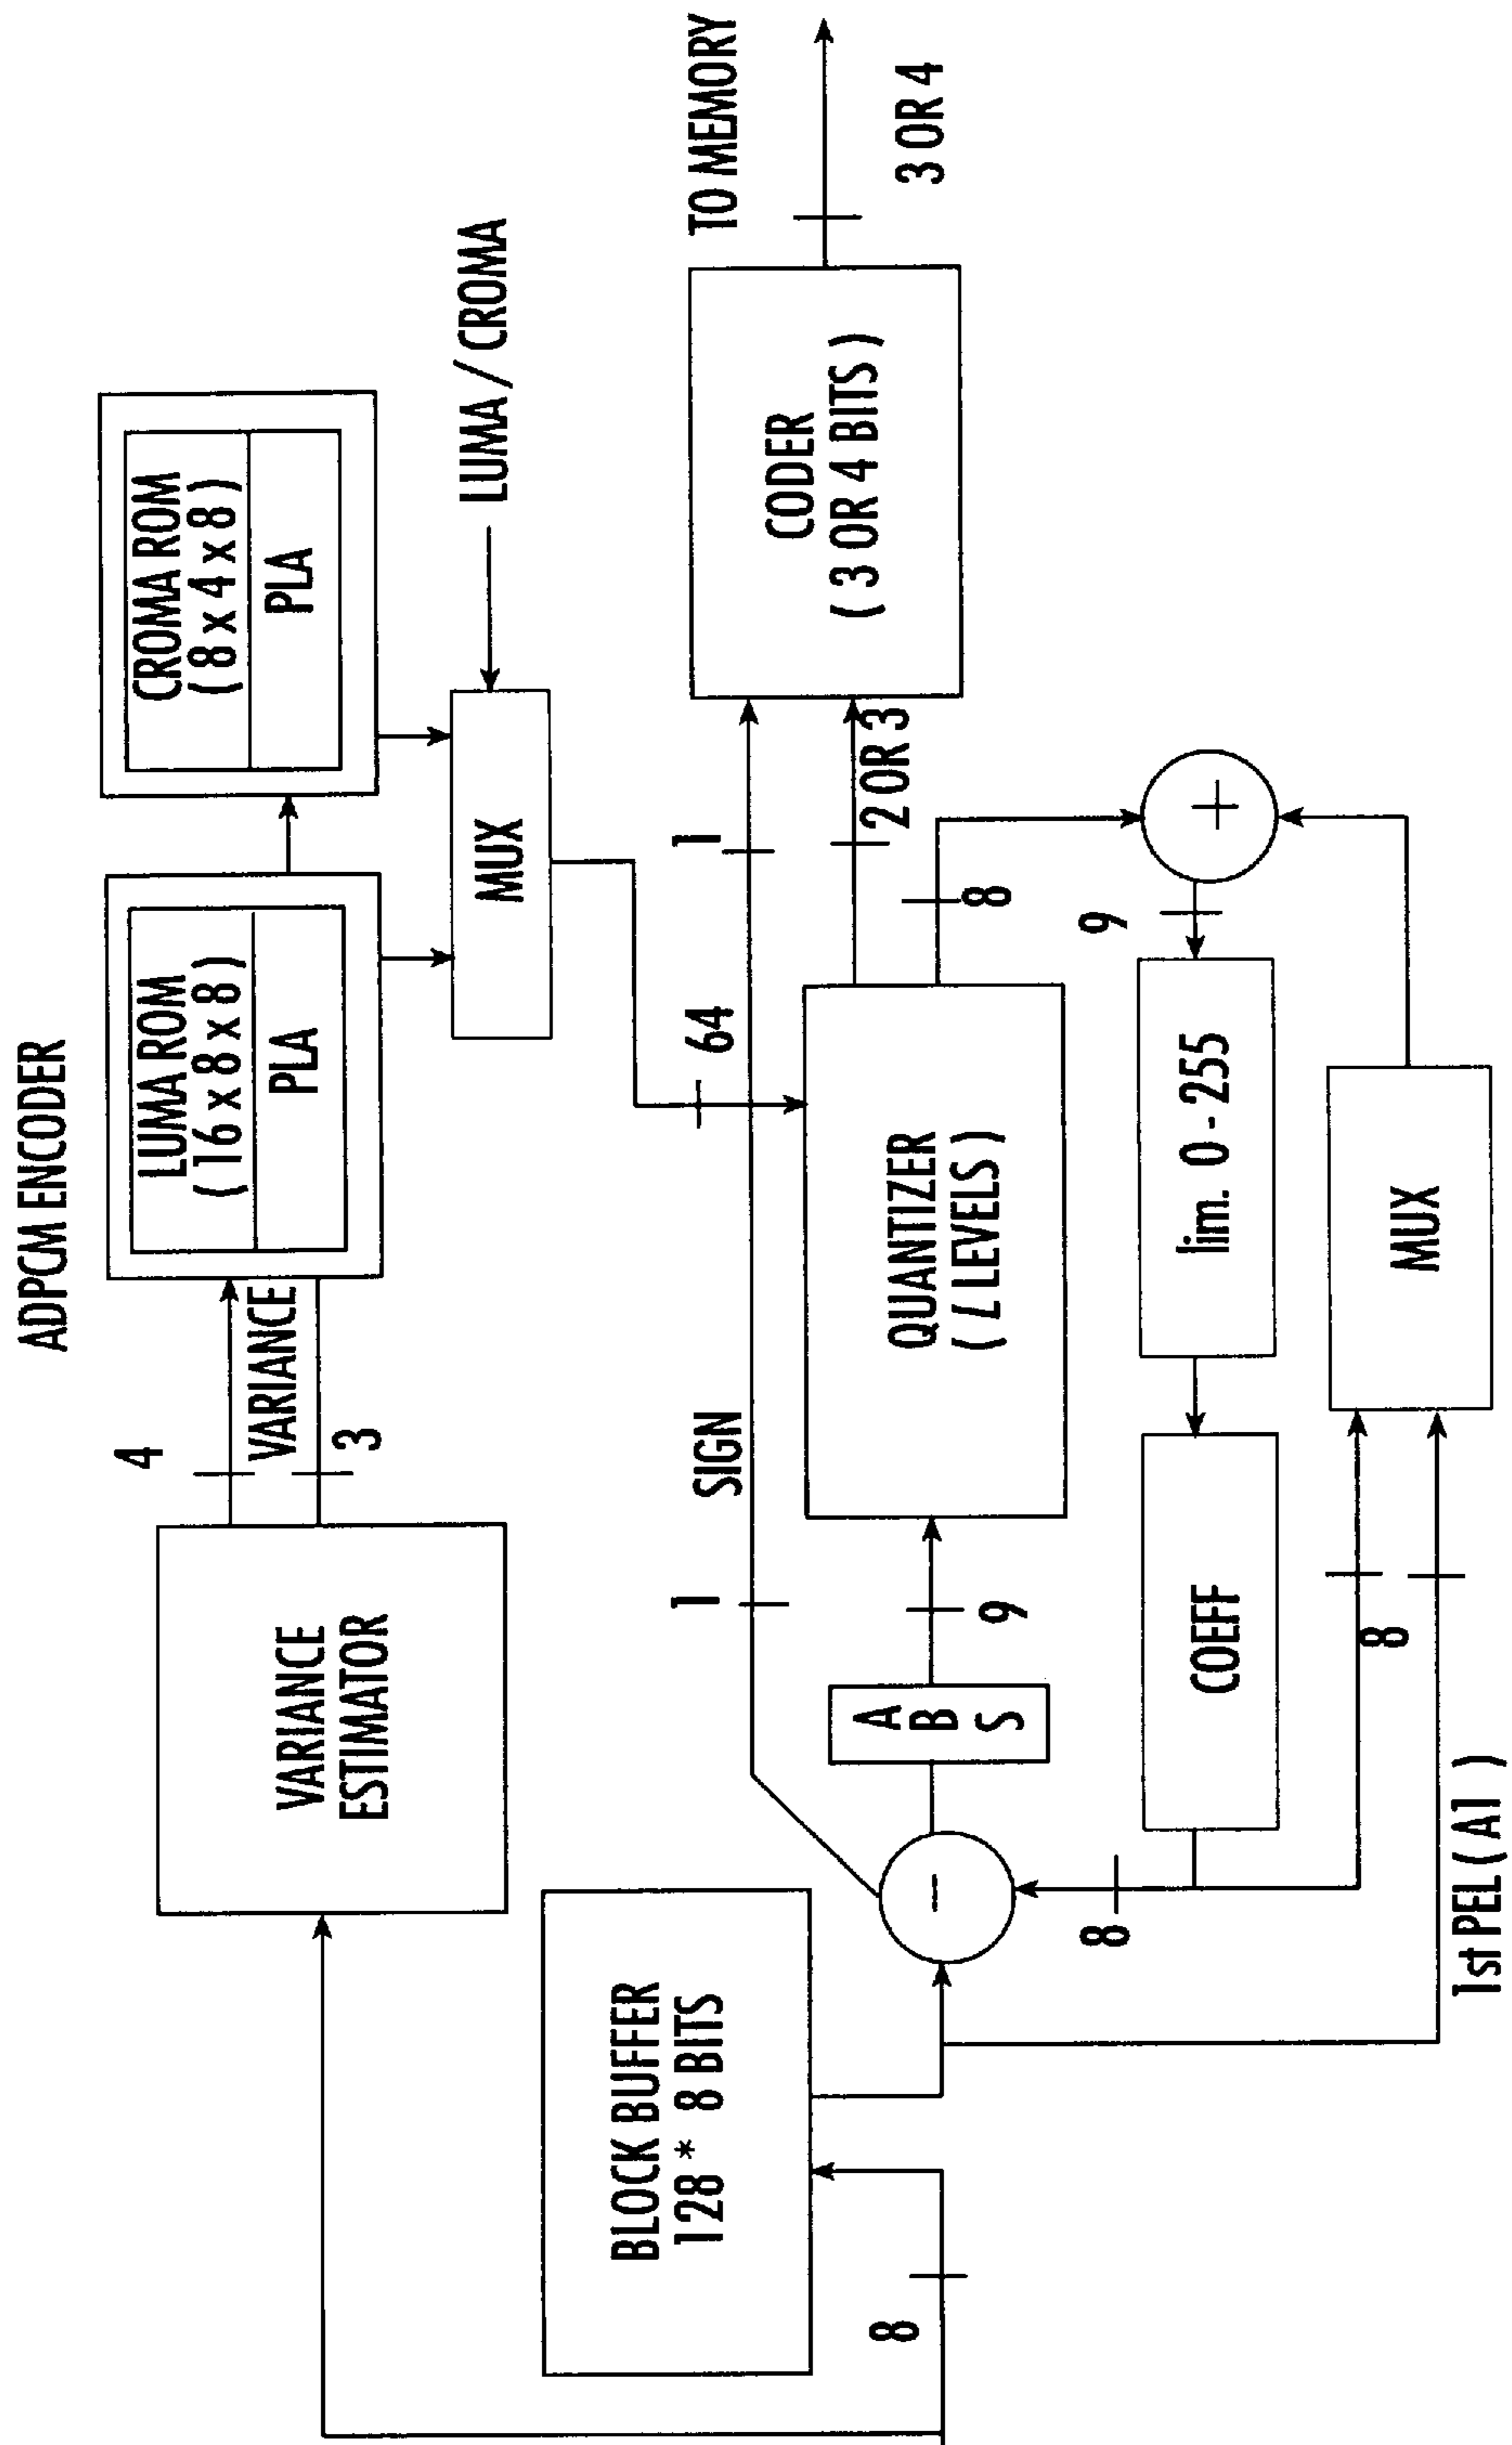 ADPCM ENCODER
VARIANCE
ESTIMATOR
4
VARIANCE
3
LUMA ROM
( 16 x 8 x 8 )
PLA
CROMA ROM
( 8 x 4 x 8 )
PLA
MUX
LUMA / CROMA
64
BLOCK BUFFER
128 * 8 BITS
8
1
SIGN
1
A
B
S
9
QUANTIZER
( L LEVELS )
2 OR 3
8
CODER
( 3 OR 4 BITS )
TO MEMORY
3 OR 4
8
COEFF
lim. 0 - 255
9
+
−
8
MUX
1st PEL ( A1 )